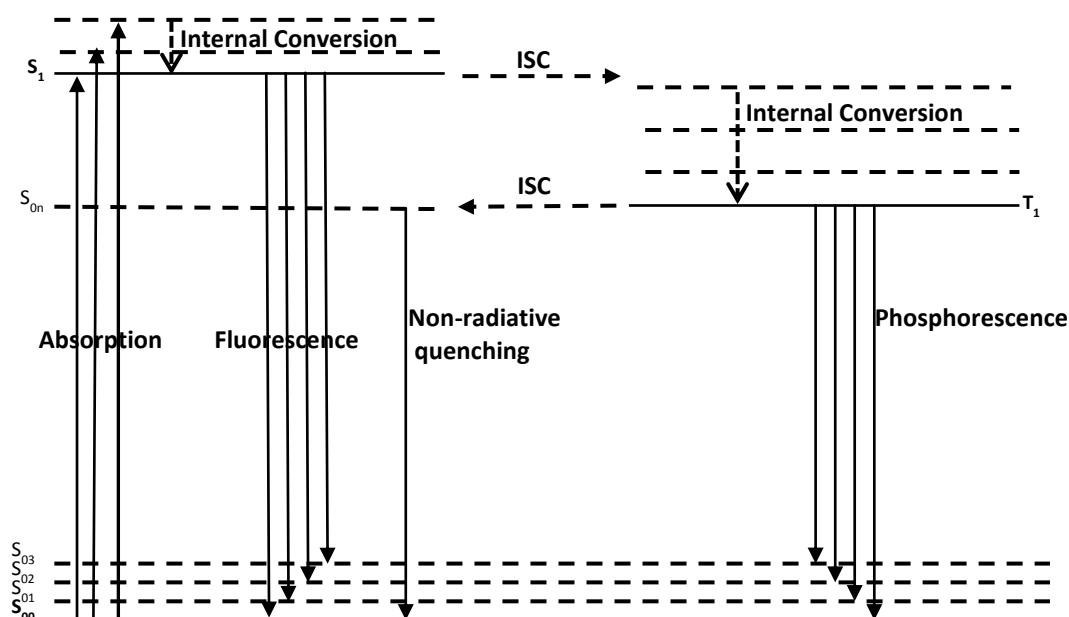 Internal Conversion
S1
ISC
Internal Conversion
S0n
ISC
T1
Absorption
Fluorescence
Non-radiative
quenching
Phosphorescence
S03
S02
S01
S00